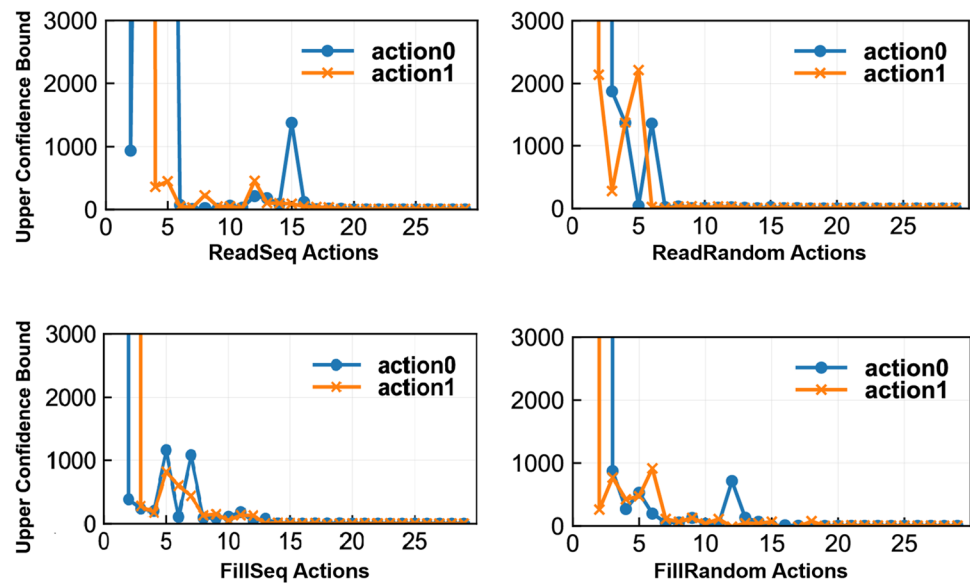 Upper Confidence Bound
3000
2000
1000
0
action0
action1
0 5 10 15 20 25
ReadSeq Actions
3000
2000
1000
0
action0
action1
0 5 10 15 20 25
ReadRandom Actions
Upper Confidence Bound
3000
2000
1000
0
action0
action1
0 5 10 15 20 25
FillSeq Actions
3000
2000
1000
0
action0
action1
0 5 10 15 20 25
FillRandom Actions